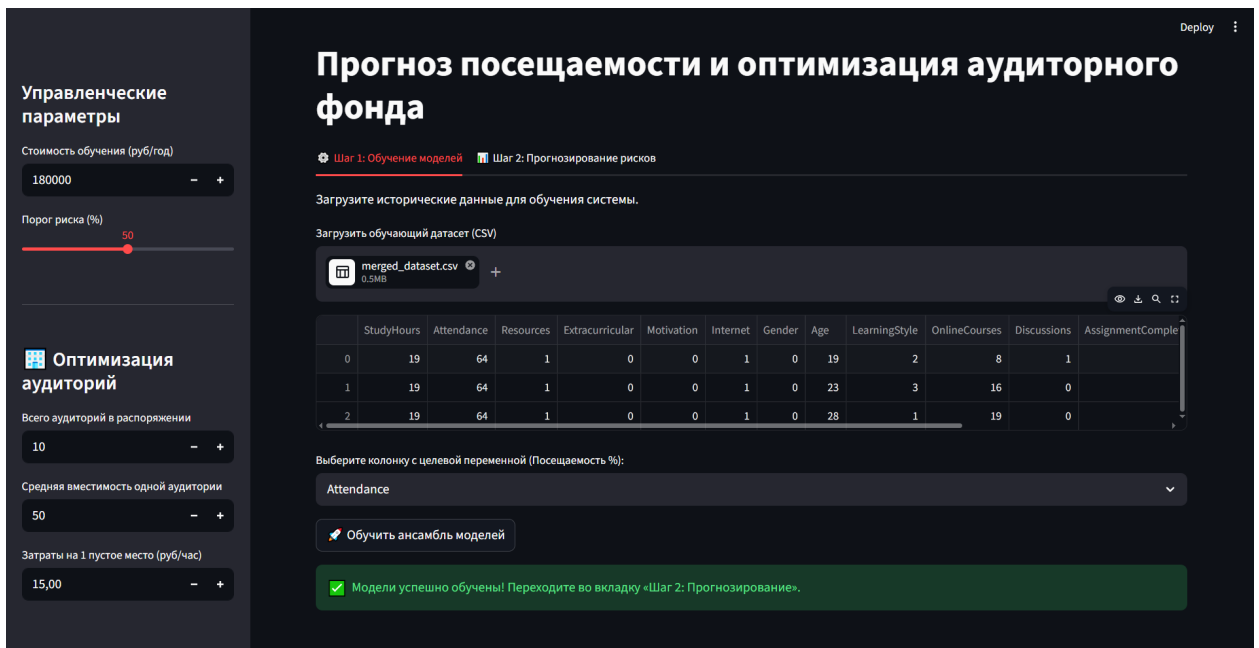 Deploy
Управленческие
параметры
Стоимость обучения (руб/год)
180000
Порог риска (%)
50
🏢 Оптимизация
аудиторий
Всего аудиторий в распоряжении
10
Средняя вместимость одной аудитории
50
Затраты на 1 пустое место (руб/час)
15,00
Прогноз посещаемости и оптимизация аудиторного
фонда
Шаг 1: Обучение моделей Шаг 2: Прогнозирование рисков
Загрузите исторические данные для обучения системы.
Загрузить обучающий датасет (CSV)
merged_dataset.csv
0.5MB
StudyHours Attendance Resources Extracurricular Motivation Internet Gender Age LearningStyle OnlineCourses Discussions AssignmentComple
0 19 64 1 0 0 1 0 19 2 8 1
1 19 64 1 0 0 1 0 23 3 16 0
2 19 64 1 0 0 1 0 28 1 19 0
Выберите колонку с целевой переменной (Посещаемость %):
Attendance
🚀 Обучить ансамбль моделей
✅ Модели успешно обучены! Переходите во вкладку «Шаг 2: Прогнозирование».